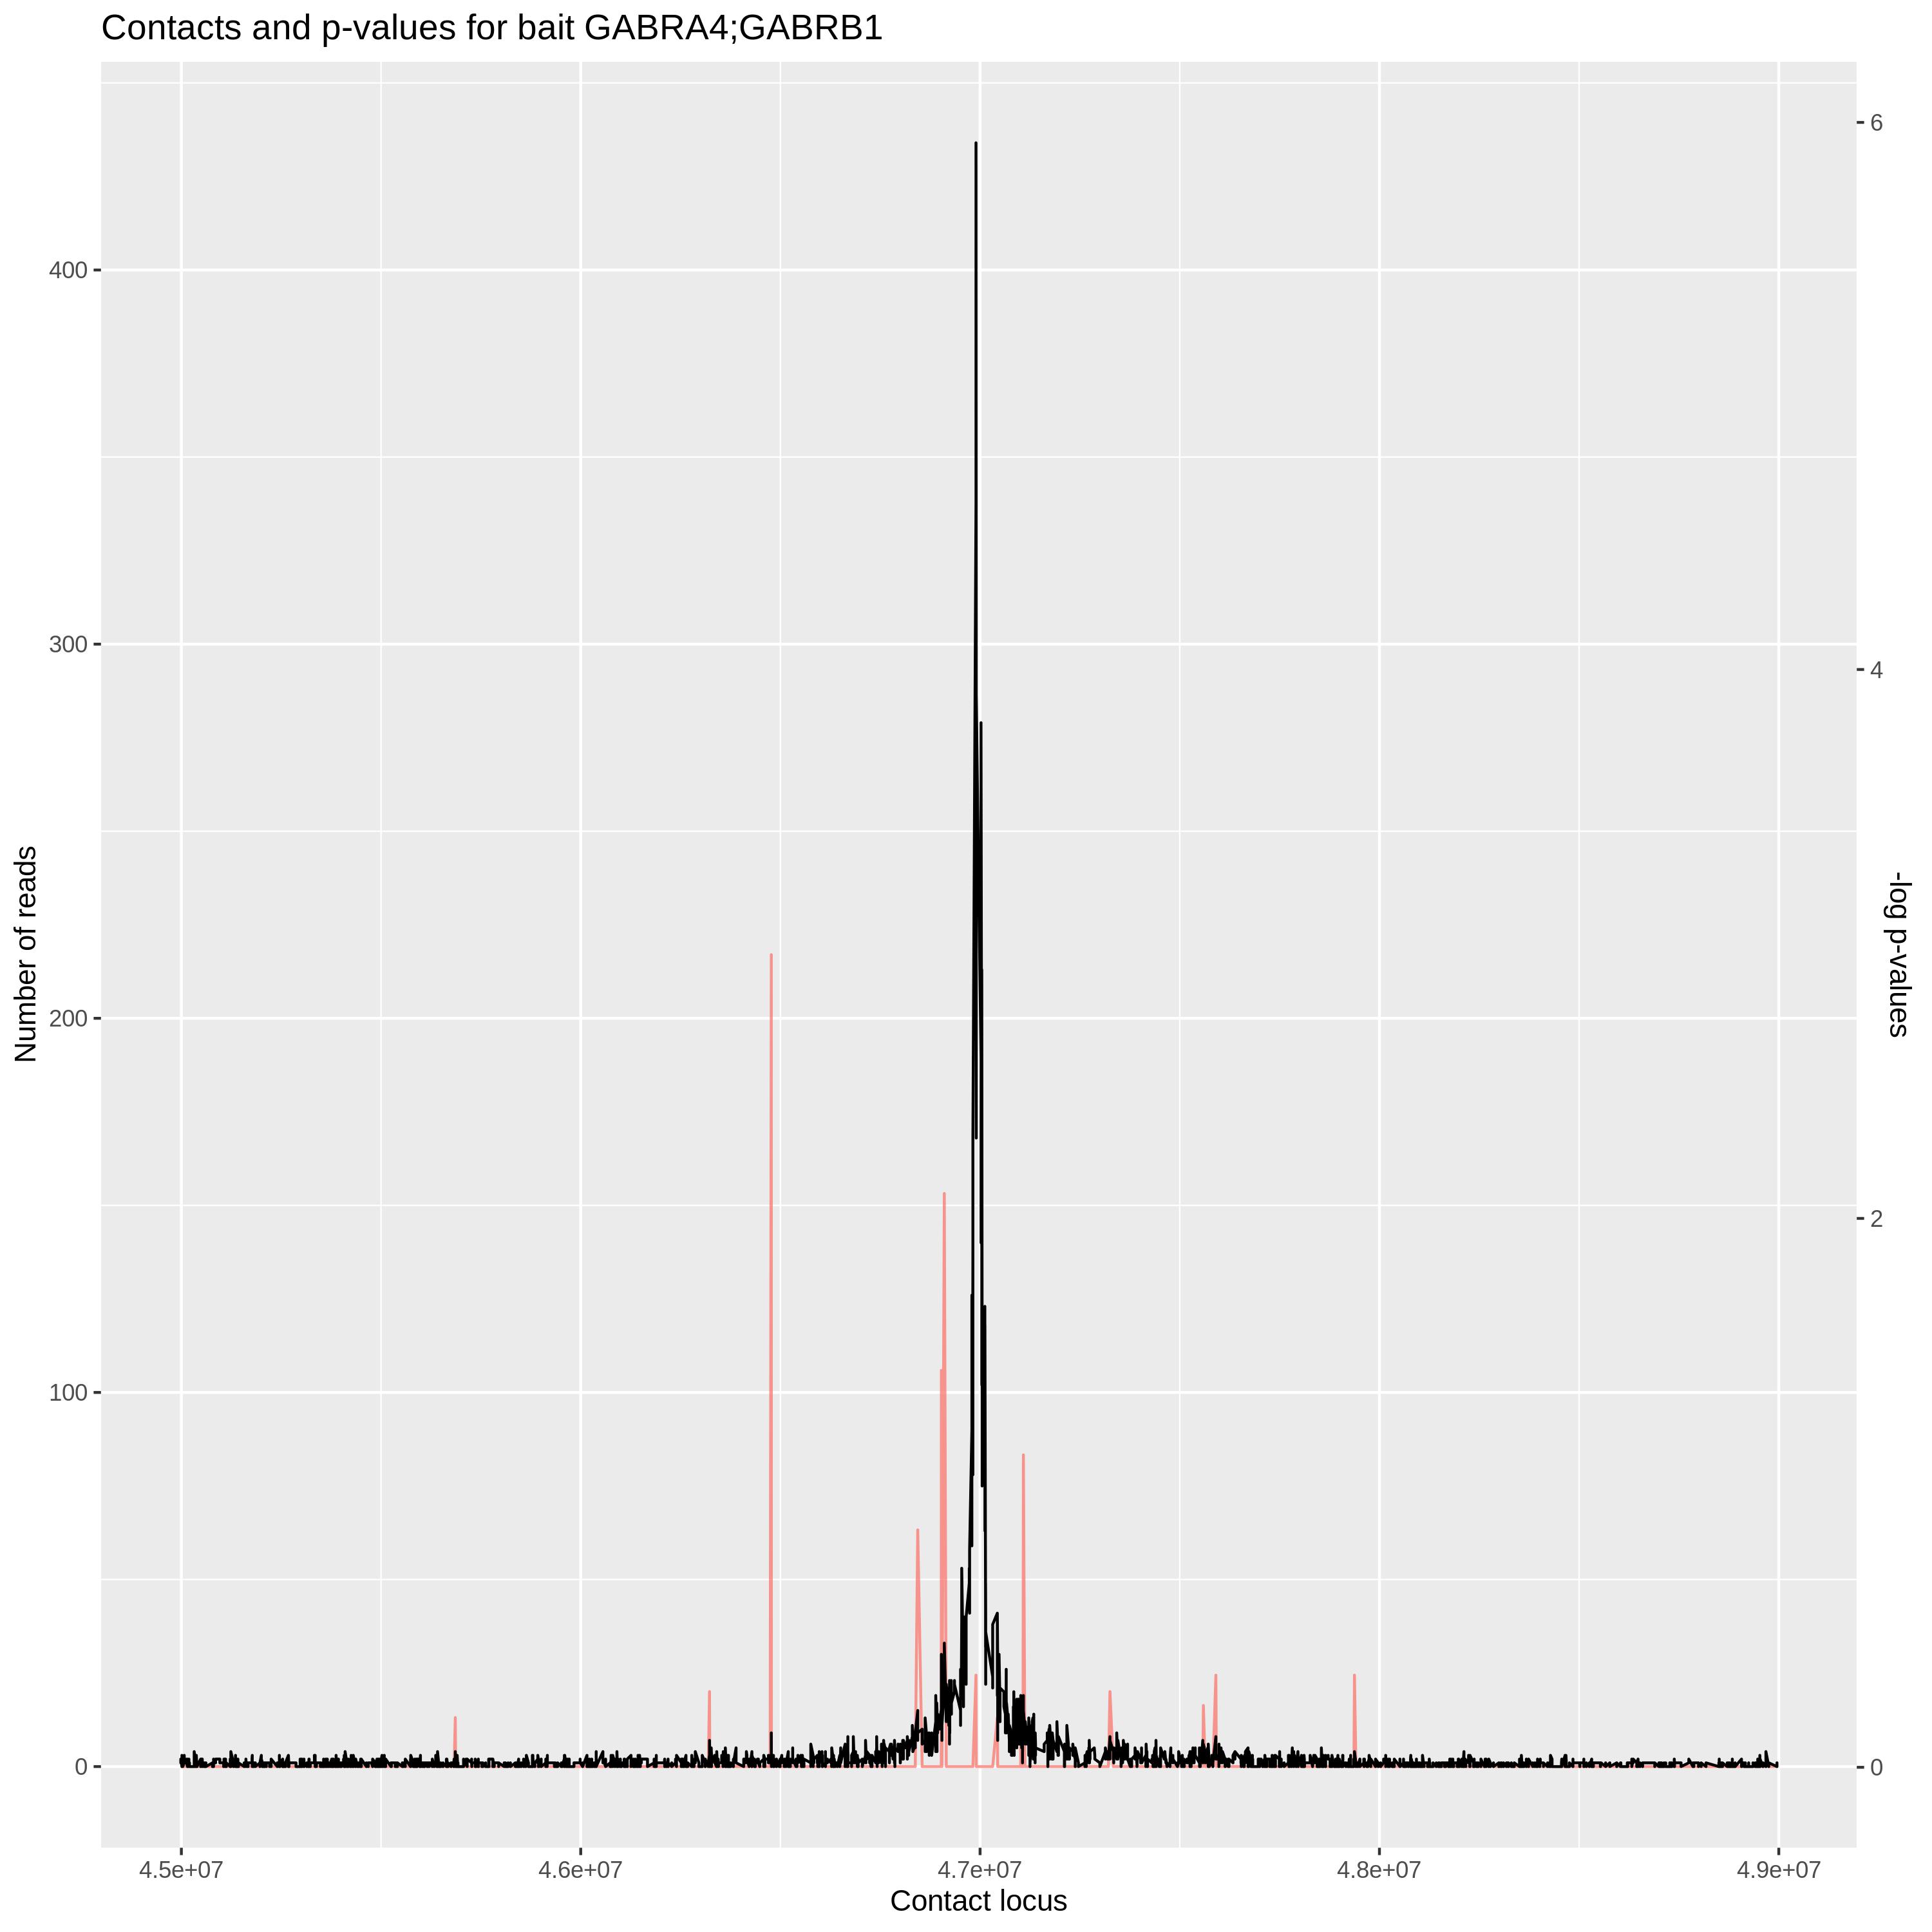 Contacts and p-values for bait GABRA4;GABRB1
400
300
200
100
0
Number of reads
6
4
2
0
-log p-values
4.5e+07
4.6e+07
4.7e+07
4.8e+07
4.9e+07
Contact locus